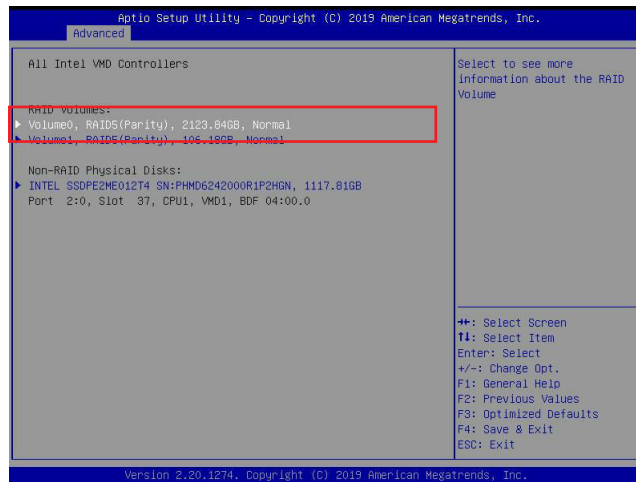 Aptio Setup Utility – Copyright (C) 2019 American Megatrends, Inc.
Advanced
All Intel VMD Controllers
RAID Volumes:
Volume0, RAID5(Parity), 2123.84GB, Normal
Volume1, RAID5(Parity), 106.18GB, Normal
Non-RAID Physical Disks:
INTEL SSDPE2ME012T4 SN:PHMD6242000R1P2HGN, 1117.81GB
Port 2:0, Slot 37, CPU1, VMD1, BDF 04:00.0
Select to see more
information about the RAID
Volume
→←: Select Screen
↑↓: Select Item
Enter: Select
+/-: Change Opt.
F1: General Help
F2: Previous Values
F3: Optimized Defaults
F4: Save & Exit
ESC: Exit
Version 2.20.1274. Copyright (C) 2019 American Megatrends, Inc.